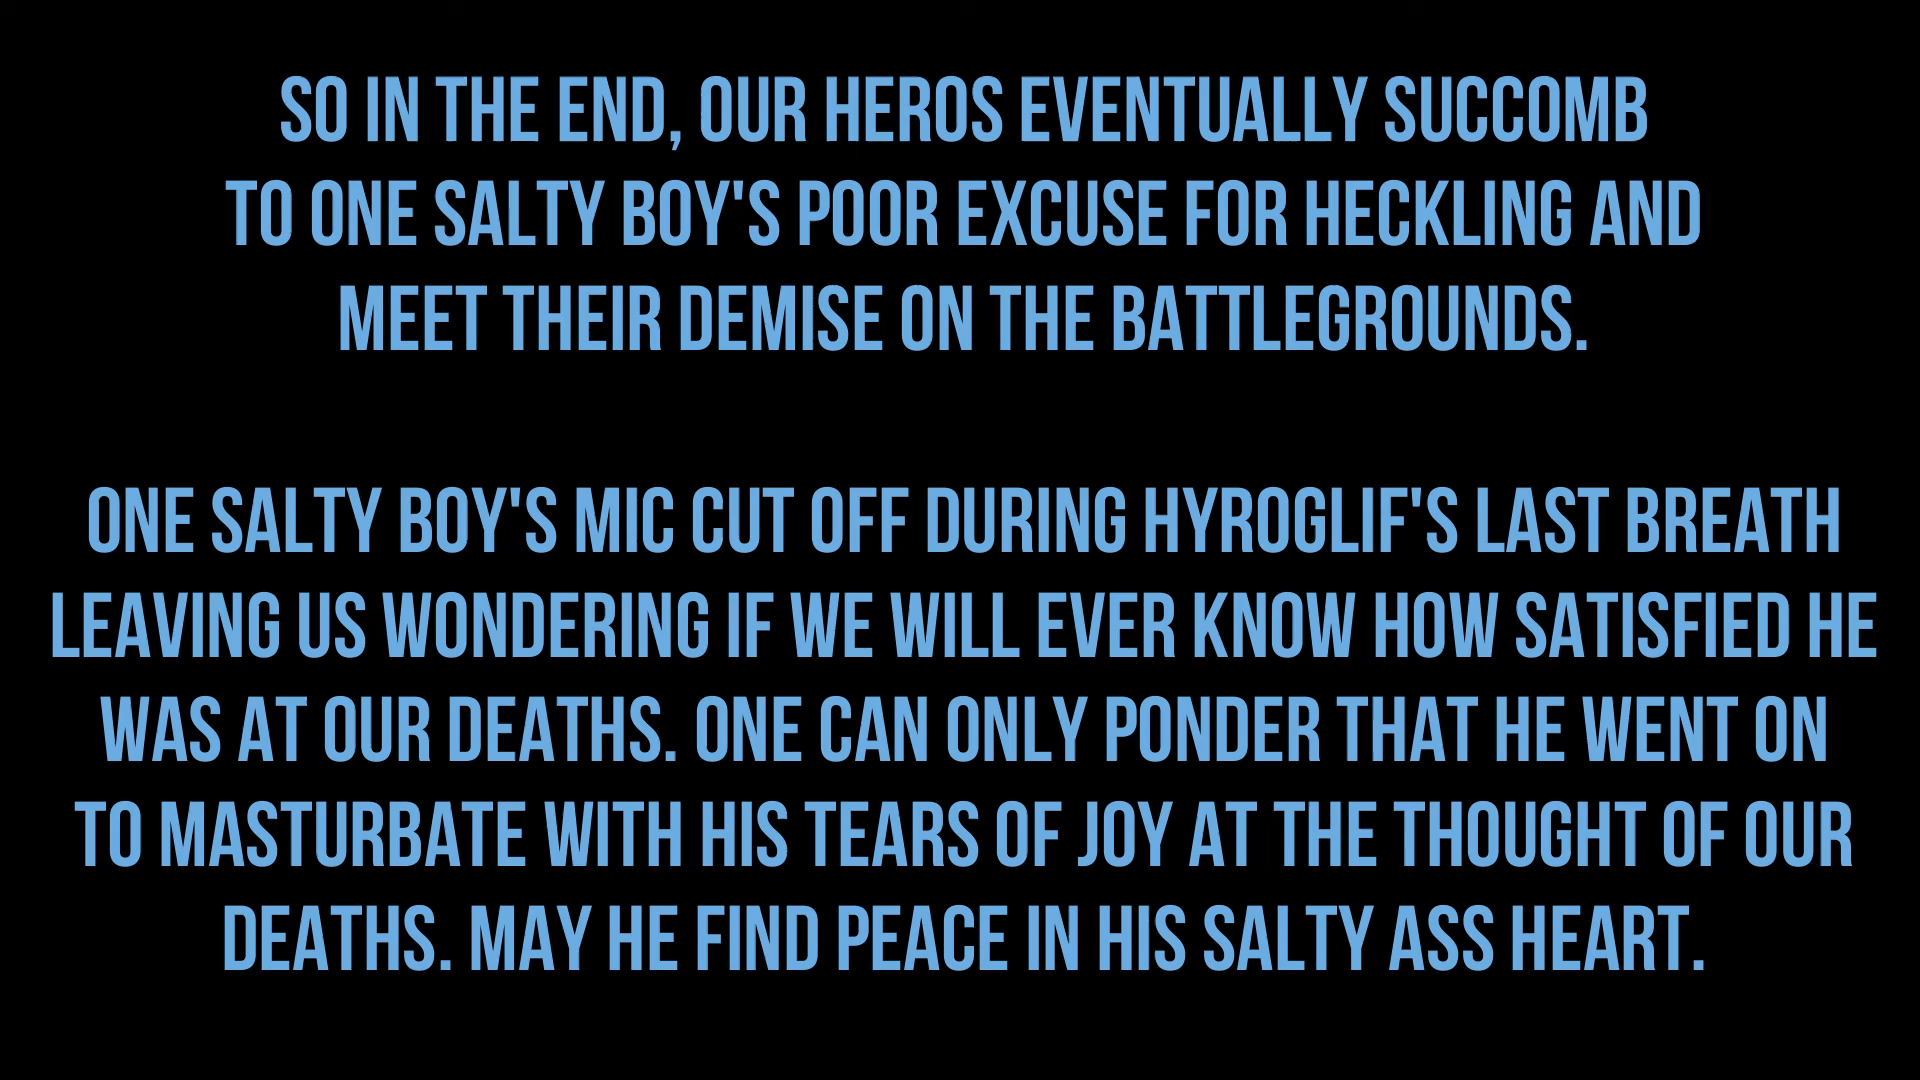 SO IN THE END, OUR HEROS EVENTUALLY SUCCOMB
TO ONE SALTY BOY'S POOR EXCUSE FOR HECKLING AND
MEET THEIR DEMISE ON THE BATTLEGROUNDS.
ONE SALTY BOY'S MIC CUT OFF DURING HYROGLIF'S LAST BREATH
LEAVING US WONDERING IF WE WILL EVER KNOW HOW SATISFIED HE
WAS AT OUR DEATHS. ONE CAN ONLY PONDER THAT HE WENT ON
TO MASTURBATE WITH HIS TEARS OF JOY AT THE THOUGHT OF OUR
DEATHS. MAY HE FIND PEACE IN HIS SALTY ASS HEART.